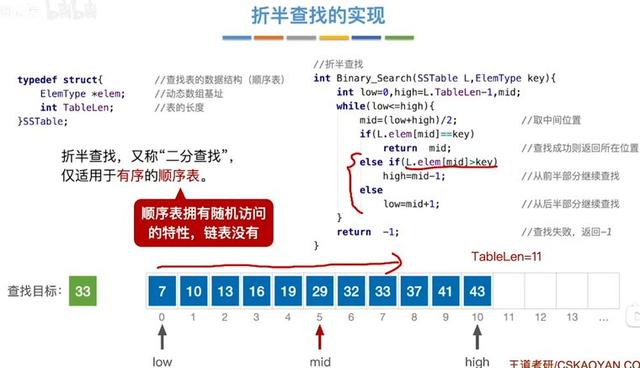 折半查找的实现
typedef struct{ //查找表的数据结构（顺序表）
ElemType *elem; //动态数组基址
int TableLen; //表的长度
}SSTable;
折半查找，又称“二分查找”，
仅适用于有序的顺序表。
顺序表拥有随机访问
的特性，链表没有
//折半查找
int Binary_Search(SSTable L,ElemType key){
int low=0,high=L.TableLen-1,mid;
while(low<=high){
mid=(low+high)/2; //取中间位置
if(L.elem[mid]==key)
return mid; //查找成功则返回所在位置
else if(L.elem[mid]>key)
high=mid-1; //从前半部分继续查找
else
low=mid+1; //从后半部分继续查找
}
return -1; //查找失败，返回-1
}
TableLen=11
查找目标： 33
7 10 13 16 19 29 32 33 37 41 43
0 1 2 3 4 5 6 7 8 9 10 11 12 13 ...
low mid high
王道考研/CSKAOYAN.CO